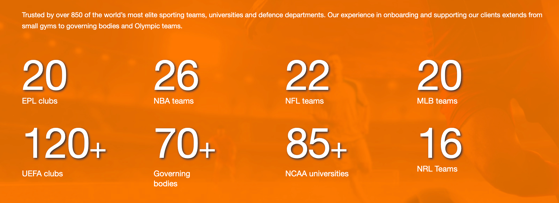 Trusted by over 850 of the world's most elite sporting teams, universities and defence departments. Our experience in onboarding and supporting our clients extends from
small gyms to governing bodies and Olympic teams.
20
EPL clubs
26
NBA teams
22
NFL teams
20
MLB teams
120+
UEFA clubs
70+
Governing
bodies
85+
NCAA universities
16
NRL Teams